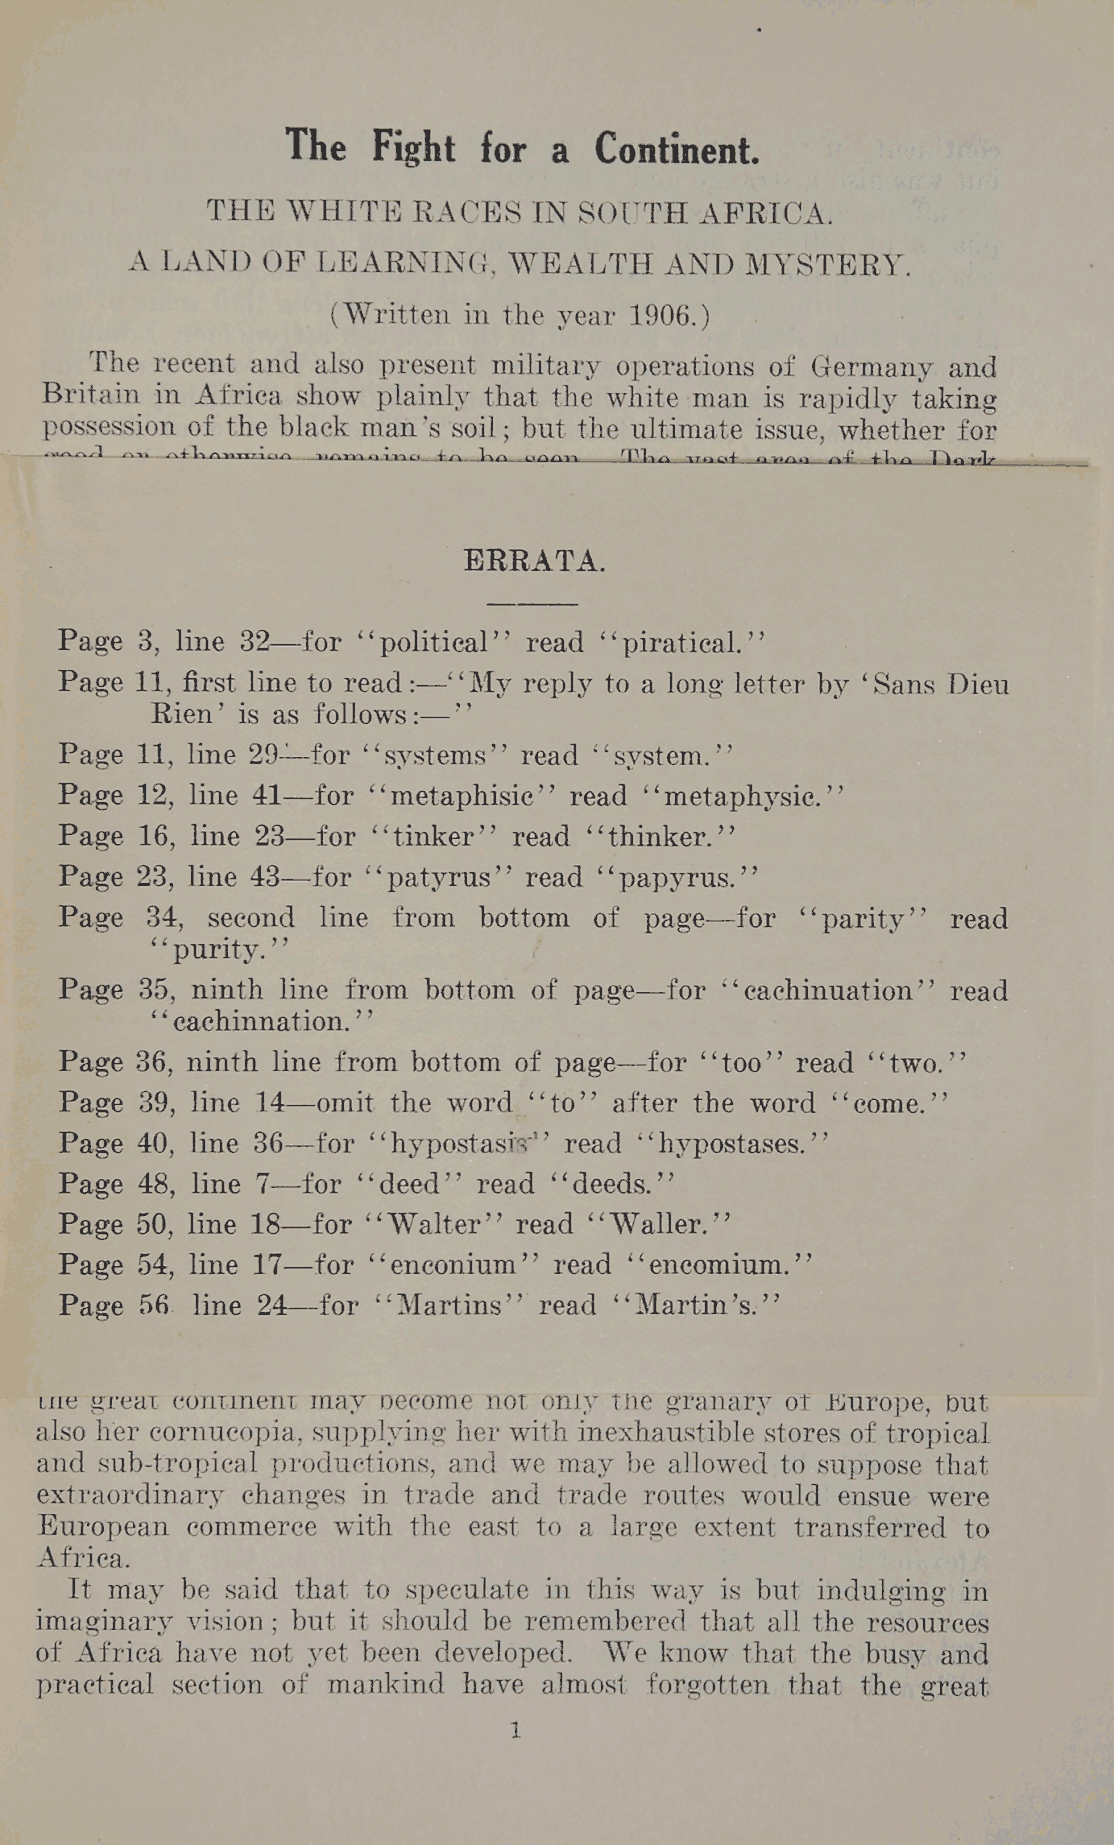 The Fight for a Continent.
THE WHITE RACES IN SOUTH AFRICA.
A LAND OF LEARNING, WEALTH AND MYSTERY.
(Written in the year 1906.)
The recent and also present military operations of Germany and
Britain in Africa show plainly that the white man is rapidly taking
possession of the black man's soil; but the ultimate issue, whether for
good or otherwise remains to be seen. The vast area of the Dark
ERRATA.
Page 3, line 32—for ‘‘political’’ read ‘‘piratical.’’
Page 11, first line to read:—‘‘My reply to a long letter by ‘Sans Dieu
Rien’ is as follows:—’’
Page 11, line 29—for ‘‘systems’’ read ‘‘system.’’
Page 12, line 41—for ‘‘metaphisic’’ read ‘‘metaphysic.’’
Page 16, line 23—for ‘‘tinker’’ read ‘‘thinker.’’
Page 23, line 43—for ‘‘patyrus’’ read ‘‘papyrus.’’
Page 34, second line from bottom of page—for ‘‘parity’’ read
‘‘purity.’’
Page 35, ninth line from bottom of page—for ‘‘cachinuation’’ read
‘‘cachinnation.’’
Page 36, ninth line from bottom of page—for ‘‘too’’ read ‘‘two.’’
Page 39, line 14—omit the word ‘‘to’’ after the word ‘‘come.’’
Page 40, line 36—for ‘‘hypostasis’’ read ‘‘hypostases.’’
Page 48, line 7—for ‘‘deed’’ read ‘‘deeds.’’
Page 50, line 18—for ‘‘Walter’’ read ‘‘Waller.’’
Page 54, line 17—for ‘‘enconium’’ read ‘‘encomium.’’
Page 56 line 24—for ‘‘Martins’’ read ‘‘Martin’s.’’
the great continent may become not only the granary of Europe, but
also her cornucopia, supplying her with inexhaustible stores of tropical
and sub-tropical productions, and we may be allowed to suppose that
extraordinary changes in trade and trade routes would ensue were
European commerce with the east to a large extent transferred to
Africa.
It may be said that to speculate in this way is but indulging in
imaginary vision; but it should be remembered that all the resources
of Africa have not yet been developed. We know that the busy and
practical section of mankind have almost forgotten that the great
1